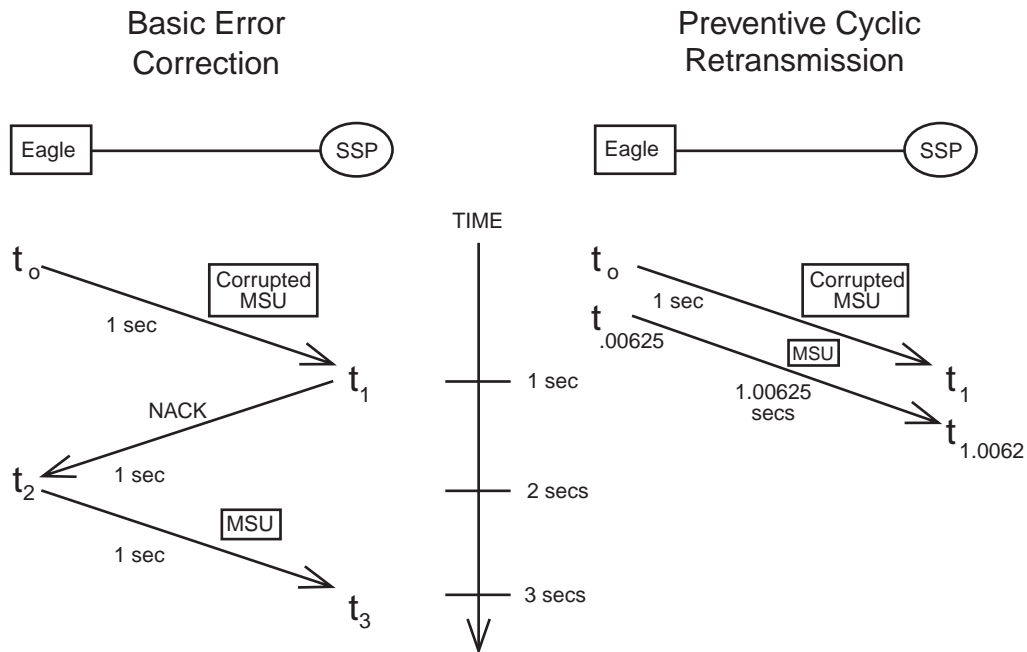 Basic Error
Correction
Preventive Cyclic
Retransmission
Eagle
SSP
Eagle
SSP
TIME
t o
Corrupted
MSU
1 sec
t 1
NACK
1 sec
t 2
MSU
1 sec
t 3
1 sec
2 secs
3 secs
t o
Corrupted
MSU
1 sec
t .00625
MSU
t 1
1.00625
secs
t 1.0062